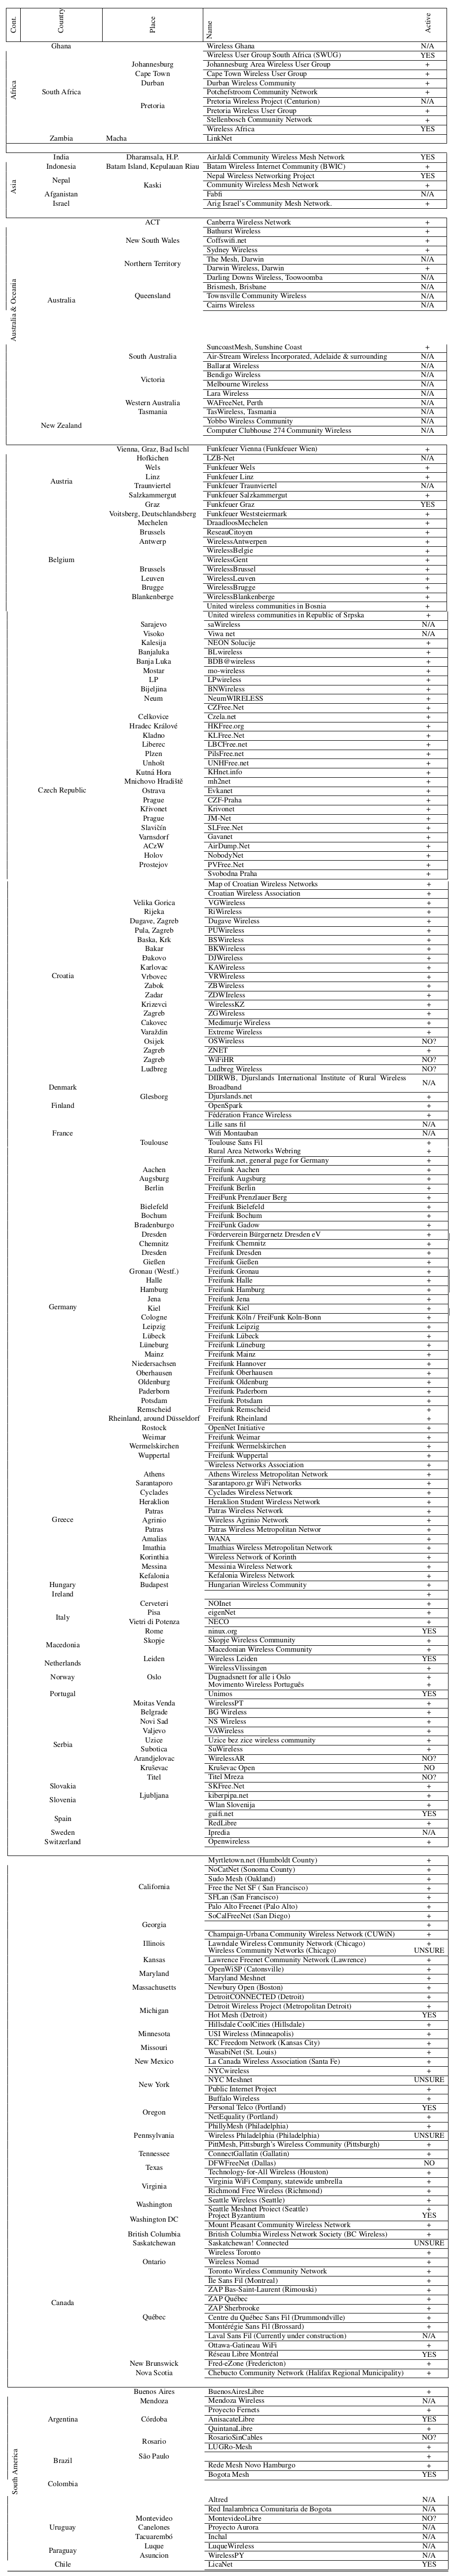 Cont. Country Place Name Active
Africa
Ghana Wireless Ghana N/A
Wireless User Group South Africa (SWUG) YES
Johannesburg Johannesburg Area Wireless User Group +
Cape Town Cape Town Wireless User Group +
Durban Durban Wireless Community +
South Africa Potchefstroom Community Network +
Pretoria Wireless Project (Centurion) N/A
Pretoria Pretoria Wireless User Group +
Stellenbosch Community Network +
Wireless Africa YES
Zambia Macha LinkNet
Asia
India Dharamsala, H.P. AirJaldi Community Wireless Mesh Network YES
Indonesia Batam Island, Kepulauan Riau Batam Wireless Internet Community (BWIC) +
Nepal Nepal Wireless Networking Project YES
Kaski Community Wireless Mesh Network +
Afganistan Fabfi N/A
Israel Arig Israel's Community Mesh Network. +
Australia & Oceania
ACT Canberra Wireless Network +
Bathurst Wireless +
New South Wales Coffswifi.net +
Sydney Wireless +
Northern Territory The Mesh, Darwin N/A
Darwin Wireless, Darwin +
Darling Downs Wireless, Toowoomba N/A
Australia Queensland Brismesh, Brisbane N/A
Townsville Community Wireless N/A
Cairns Wireless N/A
SuncoastMesh, Sunshine Coast +
South Australia Air-Stream Wireless Incorporated, Adelaide & surrounding N/A
Ballarat Wireless N/A
Victoria Bendigo Wireless N/A
Melbourne Wireless N/A
Lara Wireless N/A
Western Australia WAFreeNet, Perth N/A
Tasmania TasWireless, Tasmania N/A
New Zealand Yobbo Wireless Community N/A
Computer Clubhouse 274 Community Wireless N/A
Vienna, Graz, Bad Ischl Funkfeuer Vienna (Funkfeuer Wien) +
Hofkichen LZB-Net N/A
Wels Funkfeuer Wels +
Austria Linz Funkfeuer Linz +
Traunviertel Funkfeuer Traunviertel N/A
Salzkammergut Funkfeuer Salzkammergut +
Graz Funkfeuer Graz YES
Voitsberg, Deutschlandsberg Funkfeuer Weststeiermark +
Mechelen DraadloosMechelen +
Brussels ReseauCitoyen +
Antwerp WirelessAntwerpen +
WirelessBelgie +
Belgium WirelessGent +
Brussels WirelessBrussel +
Leuven WirelessLeuven +
Brugge WirelessBrugge +
Blankenberge WirelessBlankenberge +
United wireless communities in Bosnia +
United wireless communities in Republic of Srpska +
Sarajevo saWireless N/A
Visoko Viwa net N/A
Kalesija NEON Solucije +
Banjaluka BLwireless +
Banja Luka BDB@wireless +
Mostar mo-wireless +
LP LPwireless +
Bijeljina BNWireless +
Neum NeumWIRELESS +
CZFree.Net +
Celkovice Czela.net +
Hradec Králové HKFree.org +
Kladno KLFree.Net +
Liberec LBCFree.net +
Plzen PilsFree.net +
Unhošt UNHFree.net +
Kutná Hora KHnet.info +
Mnichovo Hradiště mh2net +
Czech Republic Ostrava Evkanet +
Prague CZF-Praha +
Křivonet Krivonet +
Prague JM-Net +
Slavičín SLFree.Net +
Varnsdorf Gavanet +
ACzW AirDump.Net +
Holov NobodyNet +
Prostejov PVFree.Net +
Svobodna Praha +
Map of Croatian Wireless Networks +
Croatian Wireless Association +
Velika Gorica VGWireless +
Rijeka RiWireless +
Dugave, Zagreb Dugave Wireless +
Pula, Zagreb PUWireless +
Baska, Krk BSWireless +
Bakar BKWireless +
Đakovo DJWireless +
Karlovac KAWireless +
Croatia Vrbovec VRWireless +
Zabok ZBWireless +
Zadar ZDWIreless +
Krizevci WirelessKZ +
Zagreb ZGWireless +
Cakovec Medimurje Wireless +
Varaždin Extreme Wireless +
Osijek OSWireless NO?
Zagreb ZNET +
Zagreb WiFiHR NO?
Ludbreg Ludbreg Wireless NO?
Denmark DIIRWB, Djurslands International Institute of Rural Wireless
Broadband N/A
Glesborg Djurslands.net +
Finland OpenSpark +
Fédération France Wireless +
Lille sans fil N/A
France Wifi Montauban N/A
Toulouse Toulouse Sans Fil +
Rural Area Networks Webring +
Freifunk.net, general page for Germany +
Aachen Freifunk Aachen +
Augsburg Freifunk Augsburg +
Berlin Freifunk Berlin +
FreiFunk Prenzlauer Berg +
Bielefeld Freifunk Bielefeld +
Bochum Freifunk Bochum +
Bradenburgo FreiFunk Gadow +
Dresden Förderverein Bürgernetz Dresden eV +
Chemnitz Freifunk Chemnitz +
Dresden Freifunk Dresden +
Gießen Freifunk Gießen +
Gronau (Westf.) Freifunk Gronau +
Halle Freifunk Halle +
Hamburg Freifunk Hamburg +
Jena Freifunk Jena +
Germany Kiel Freifunk Kiel +
Cologne Freifunk Köln / FreiFunk Koln-Bonn +
Leipzig Freifunk Leipzig +
Lübeck Freifunk Lübeck +
Lüneburg Freifunk Lüneburg +
Mainz Freifunk Mainz +
Niedersachsen Freifunk Hannover +
Oberhausen Freifunk Oberhausen +
Oldenburg Freifunk Oldenburg +
Paderborn Freifunk Paderborn +
Potsdam Freifunk Potsdam +
Remscheid Freifunk Remscheid +
Rheinland, around Düsseldorf Freifunk Rheinland +
Rostock OpenNet Initiative +
Weimar Freifunk Weimar +
Wermelskirchen Freifunk Wermelskirchen +
Wuppertal Freifunk Wuppertal +
Wireless Networks Association +
Athens Athens Wireless Metropolitan Network +
Sarantaporo Sarantaporo.gr WiFi Networks +
Cyclades Cyclades Wireless Network +
Heraklion Heraklion Student Wireless Network +
Patras Patras Wireless Network +
Greece Agrinio Wireless Agrinio Network +
Patras Patras Wireless Metropolitan Networ +
Amalias WANA +
Imathia Imathias Wireless Metropolitan Network +
Korinthia Wireless Network of Korinth +
Messina Messinia Wireless Network +
Kefalonia Kefalonia Wireless Network +
Hungary Budapest Hungarian Wireless Community +
Ireland +
Cerveteri NOInet +
Italy Pisa eigenNet +
Vietri di Potenza NECO +
Rome ninux.org YES
Macedonia Skopje Skopje Wireless Community +
Macedonian Wireless Community +
Netherlands Leiden Wireless Leiden YES
WirelessVlissingen +
Norway Oslo Dugnadsnett for alle i Oslo +
Movimento Wireless Português +
Portugal Unimos YES
Moitas Venda WirelessPT +
Belgrade BG Wireless +
Novi Sad NS Wireless +
Valjevo VAWireless +
Serbia Uzice Uzice bez zice wireless community +
Subotica SuWireless +
Arandjelovac WirelessAR NO?
Kruševac Kruševac Open NO
Titel Titel Mreza NO?
Slovakia SKFree.Net +
Slovenia Ljubljana kiberpipa.net +
Wlan Slovenija +
Spain guifi.net YES
RedLibre +
Sweden Ipredia N/A
Switzerland Openwireless +
Myrtletown.net (Humboldt County) +
NoCatNet (Sonoma County) +
Sudo Mesh (Oakland) +
California Free the Net SF ( San Francisco) +
SFLan (San Francisco) +
Palo Alto Freenet (Palo Alto) +
SoCalFreeNet (San Diego) +
Georgia +
Champaign-Urbana Community Wireless Network (CUWiN) +
Illinois Lawndale Wireless Community Network (Chicago) +
Wireless Community Networks (Chicago) UNSURE
Kansas Lawrence Freenet Community Network (Lawrence) +
Maryland OpenWiSP (Catonsville) +
Maryland Meshnet +
Massachusetts Newbury Open (Boston) +
DetroitCONNECTED (Detroit) +
Michigan Detroit Wireless Project (Metropolitan Detroit) +
Hot Mesh (Detroit) YES
Hillsdale CoolCities (Hillsdale) +
Minnesota USI Wireless (Minneapolis) +
Missouri KC Freedom Network (Kansas City) +
WasabiNet (St. Louis) +
New Mexico La Canada Wireless Association (Santa Fe) +
NYCwireless +
New York NYC Meshnet UNSURE
Public Internet Project +
Buffalo Wireless +
Oregon Personal Telco (Portland) YES
NetEquality (Portland) +
PhillyMesh (Philadelphia) +
Pennsylvania Wireless Philadelphia (Philadelphia) UNSURE
PittMesh, Pittsburgh's Wireless Community (Pittsburgh) +
Tennessee ConnectGallatin (Gallatin) +
Texas DFWFreeNet (Dallas) NO
Technology-for-All Wireless (Houston) +
Virginia Virginia WiFi Company, statewide umbrella +
Richmond Free Wireless (Richmond) +
Washington Seattle Wireless (Seattle) +
Seattle Meshnet Project (Seattle) +
Washington DC Project Byzantium YES
Mount Pleasant Community Wireless Network +
British Columbia British Columbia Wireless Network Society (BC Wireless) +
Saskatchewan Saskatchewan! Connected UNSURE
Wireless Toronto +
Ontario Wireless Nomad +
Toronto Wireless Community Network +
Île Sans Fil (Montreal) +
ZAP Bas-Saint-Laurent (Rimouski) +
Canada ZAP Québec +
ZAP Sherbrooke +
Québec Centre du Québec Sans Fil (Drummondville) +
Montérégie Sans Fil (Brossard) +
Laval Sans Fil (Currently under construction) N/A
Ottawa-Gatineau WiFi +
Réseau Libre Montréal YES
New Brunswick Fred-eZone (Fredericton) +
Nova Scotia Chebucto Community Network (Halifax Regional Municipality) +
South America
Buenos Aires BuenosAiresLibre +
Mendoza Mendoza Wireless N/A
Proyecto Fernets +
Argentina Córdoba AnisacateLibre YES
QuintanaLibre +
Rosario RosarioSinCables NO?
LUGRo-Mesh +
São Paulo +
Brazil Rede Mesh Novo Hamburgo +
Bogota Mesh YES
Colombia
Altred N/A
Red Inalambrica Comunitaria de Bogota N/A
Montevideo MontevideoLibre NO?
Uruguay Canelones Proyecto Aurora N/A
Tacuarembó Inchal N/A
Paraguay Luque LuqueWireless N/A
Asuncion WirelessPY N/A
Chile LicaNet YES